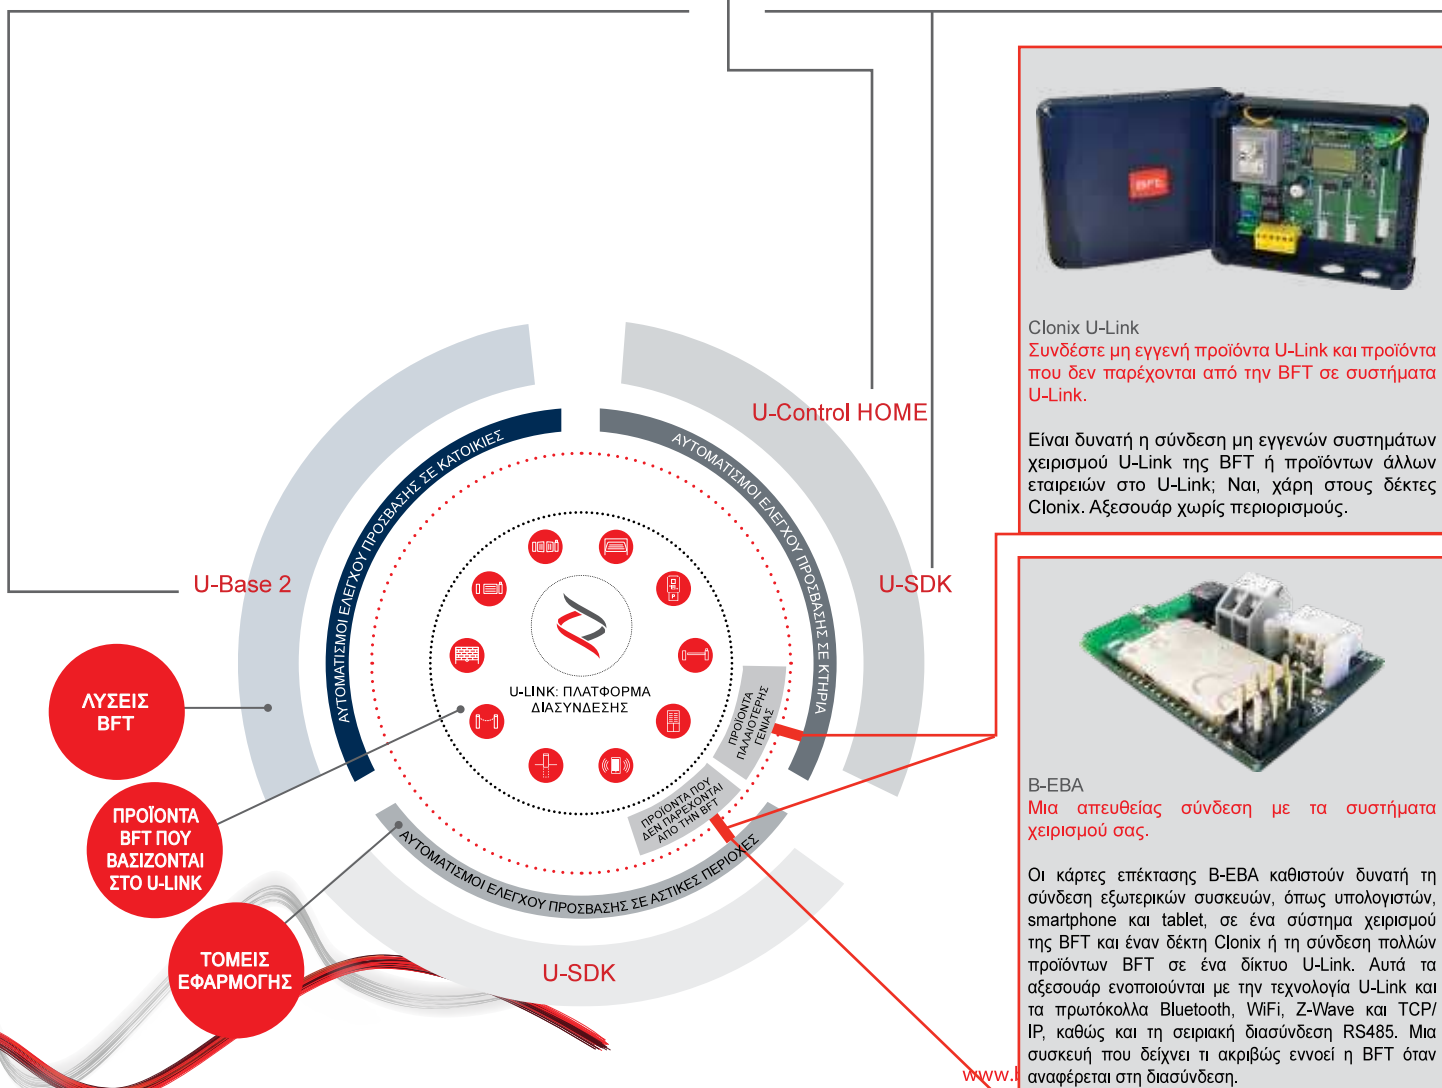 BFT
Clonix U-Link
Συνδέστε μη εγγενή προϊόντα U-Link και προϊόντα
που δεν παρέχονται από την BFT σε συστήματα
U-Link.
Είναι δυνατή η σύνδεση μη εγγενών συστημάτων
χειρισμού U-Link της BFT ή προϊόντων άλλων
εταιρειών στο U-Link; Ναι, χάρη στους δέκτες
Clonix. Αξεσουάρ χωρίς περιορισμούς.
U-Control HOME
U-Base 2
U-SDK
ΑΥΤΟΜΑΤΙΣΜΟΙ ΕΛΕΓΧΟΥ ΠΡΟΣΒΑΣΗΣ ΣΕ ΚΑΤΟΙΚΙΕΣ
ΑΥΤΟΜΑΤΙΣΜΟΙ ΕΛΕΓΧΟΥ ΠΡΟΣΒΑΣΗΣ ΣΕ ΚΤΗΡΙΑ
P
U-LINK: ΠΛΑΤΦΟΡΜΑ
ΔΙΑΣΥΝΔΕΣΗΣ
ΠΡΟΪΟΝΤΑ
ΠΑΛΑΙΟΤΕΡΗΣ
ΓΕΝΙΑΣ
ΠΡΟΪΟΝΤΑ ΠΟΥ
ΔΕΝ ΠΑΡΕΧΟΝΤΑΙ
ΑΠΟ ΤΗΝ BFT
ΑΥΤΟΜΑΤΙΣΜΟΙ ΕΛΕΓΧΟΥ ΠΡΟΣΒΑΣΗΣ ΣΕ ΑΣΤΙΚΕΣ ΠΕΡΙΟΧΕΣ
U-SDK
ΛΥΣΕΙΣ
BFT
ΠΡΟΪΟΝΤΑ
BFT ΠΟΥ
ΒΑΣΙΖΟΝΤΑΙ
ΣΤΟ U-LINK
ΤΟΜΕΙΣ
ΕΦΑΡΜΟΓΗΣ
B-EBA
Μια απευθείας σύνδεση με τα συστήματα
χειρισμού σας.
Οι κάρτες επέκτασης B-EBA καθιστούν δυνατή τη
σύνδεση εξωτερικών συσκευών, όπως υπολογιστών,
smartphone και tablet, σε ένα σύστημα χειρισμού
της BFT και έναν δέκτη Clonix ή τη σύνδεση πολλών
προϊόντων BFT σε ένα δίκτυο U-Link. Αυτά τα
αξεσουάρ ενοποιούνται με την τεχνολογία U-Link και
τα πρωτόκολλα Bluetooth, WiFi, Z-Wave και TCP/
IP, καθώς και τη σειριακή διασύνδεση RS485. Μια
συσκευή που δείχνει τι ακριβώς εννοεί η BFT όταν
αναφέρεται στη διασύνδεση.
www.